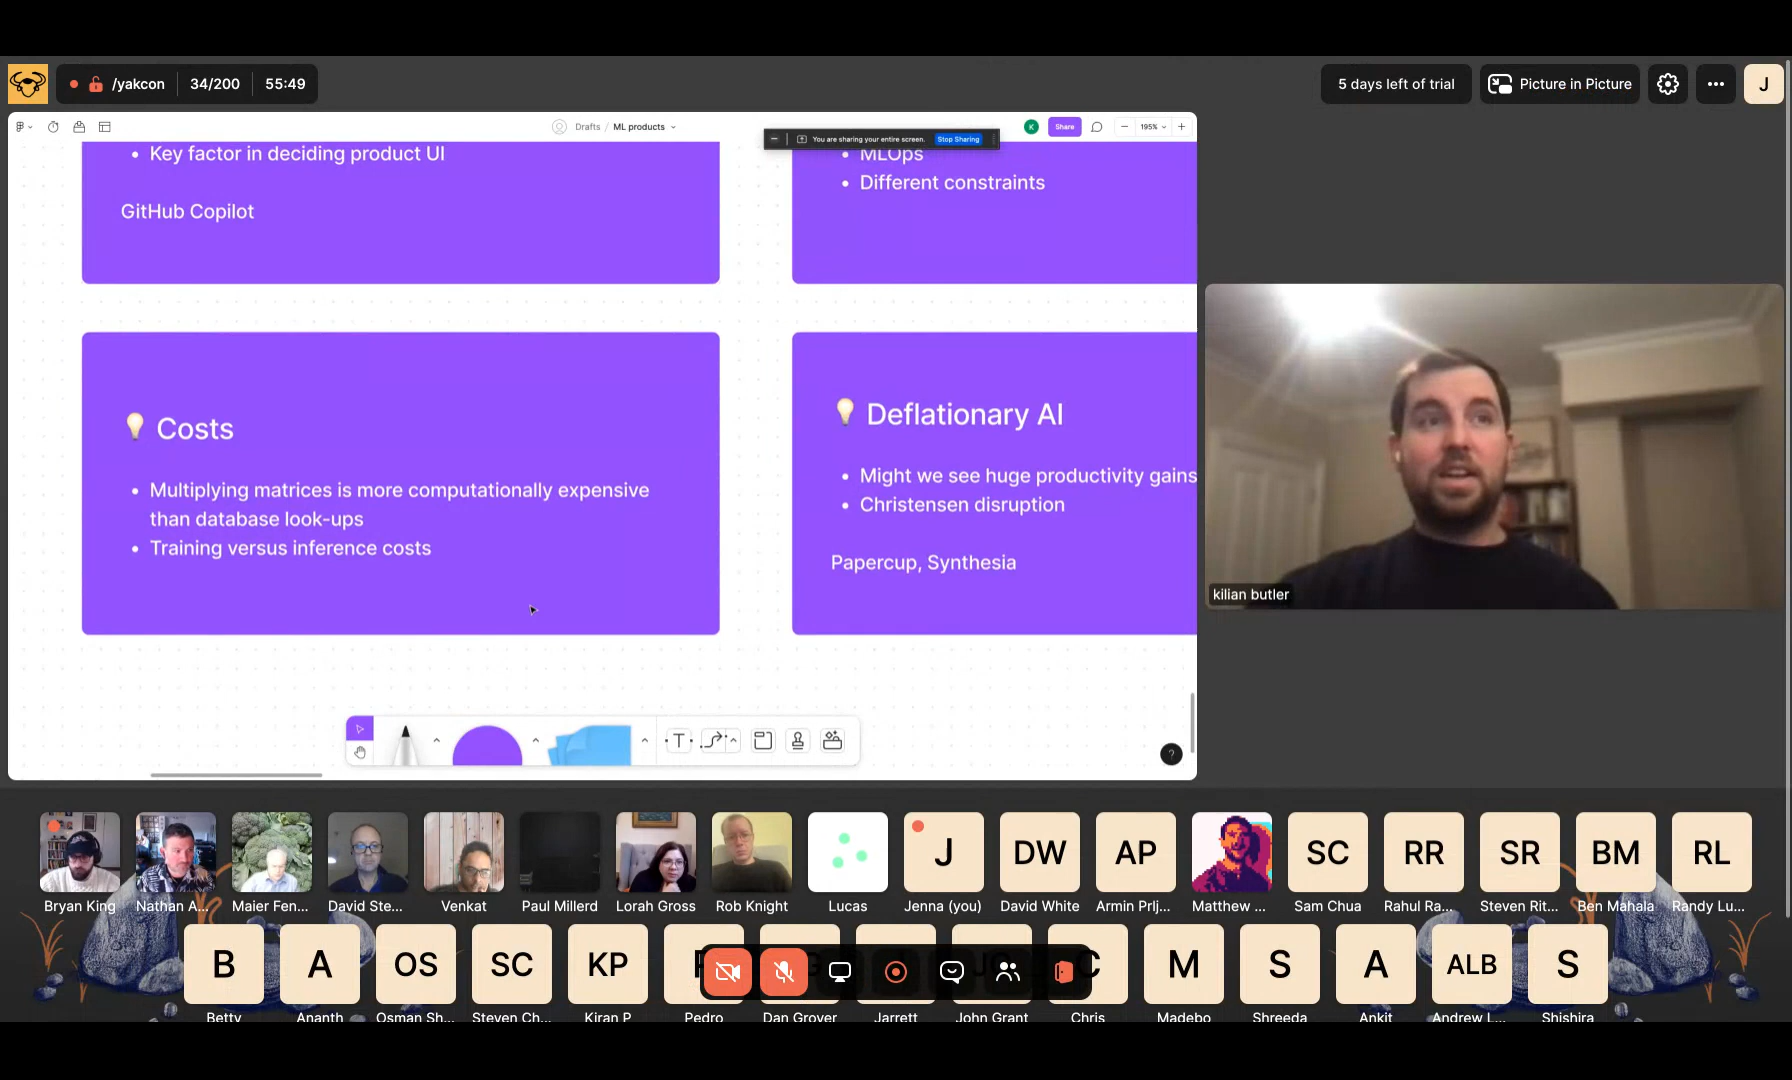 /yakcon 34/200 55:49
5 days left of trial Picture in Picture J
Drafts / ML products
You are sharing your entire screen. Stop Sharing
K Share 195%
• Key factor in deciding product UI
GitHub Copilot
• MLOps
• Different constraints
💡 Costs
• Multiplying matrices is more computationally expensive
than database look-ups
• Training versus inference costs
💡 Deflationary AI
• Might we see huge productivity gains
• Christensen disruption
Papercup, Synthesia
T
?
kilian butler
J DW AP SC RR SR BM RL
Bryan King Nathan A... Maier Fen... David Ste... Venkat Paul Millerd Lorah Gross Rob Knight Lucas Jenna (you) David White Armin Prlj... Matthew ... Sam Chua Rahul Ra... Steven Rit... Ben Mahala Randy Lu...
B A OS SC KP C M S A ALB S
Betty Ananth Osman Sh... Steven Ch... Kiran P Pedro Dan Grover Jarrett John Grant Chris Madebo Shreeda Ankit Andrew L... Shishira